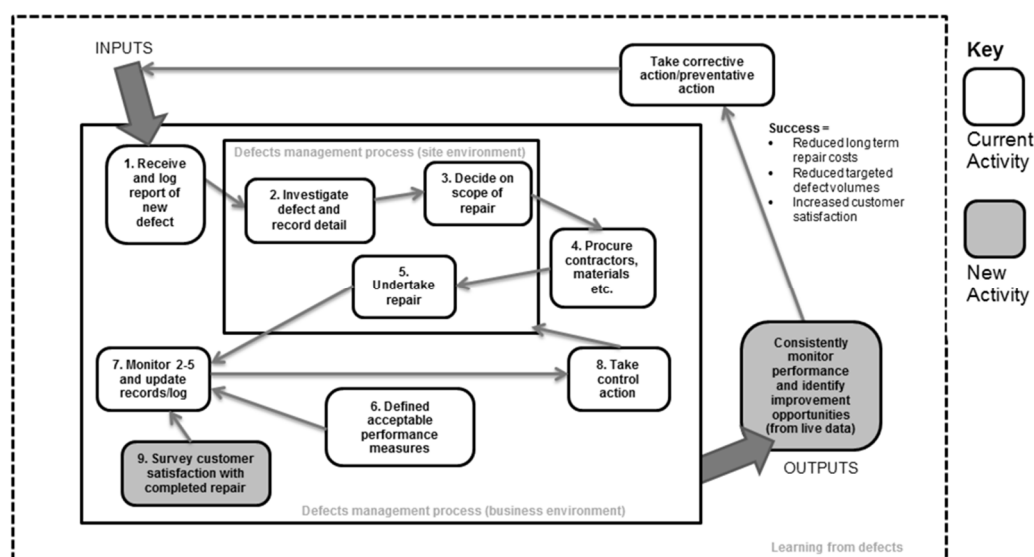 INPUTS
Take corrective
action/preventative
action
Key
Current
Activity
New
Activity
Success =
• Reduced long term
repair costs
• Reduced targeted
defect volumes
• Increased customer
satisfaction
1. Receive
and log
report of
new
defect
Defects management process (site environment)
2. Investigate
defect and
record detail
3. Decide on
scope of
repair
4. Procure
contractors,
materials
etc.
5.
Undertake
repair
7. Monitor 2-5
and update
records/log
8. Take
control
action
6. Defined
acceptable
performance
measures
9. Survey customer
satisfaction with
completed repair
Defects management process (business environment)
Consistently
monitor
performance
and identify
improvement
opportunities
(from live data)
OUTPUTS
Learning from defects